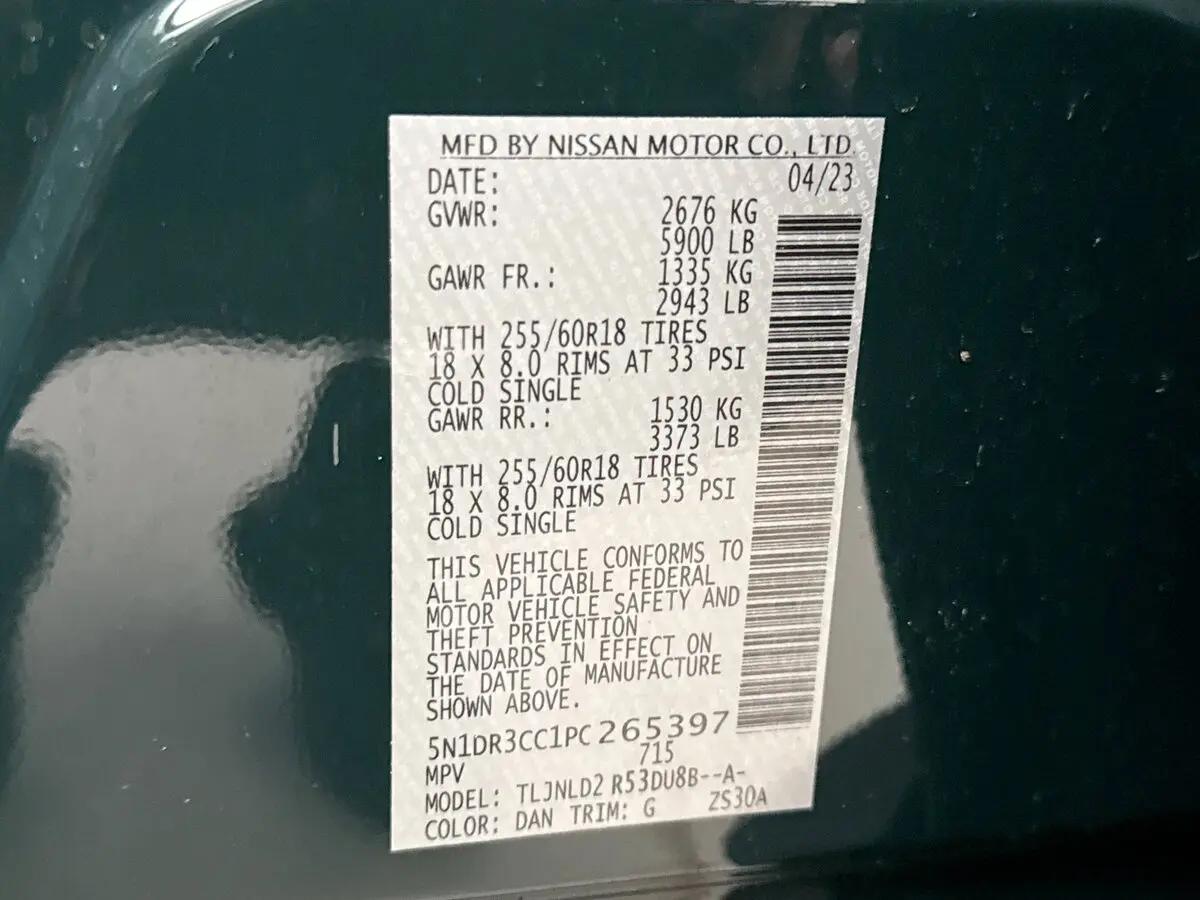 MFD BY NISSAN MOTOR CO., LTD.
DATE: 04/23
GVWR: 2676 KG
5900 LB
GAWR FR.: 1335 KG
2943 LB
WITH 255/60R18 TIRES
18 X 8.0 RIMS AT 33 PSI
COLD SINGLE
GAWR RR.: 1530 KG
3373 LB
WITH 255/60R18 TIRES
18 X 8.0 RIMS AT 33 PSI
COLD SINGLE
THIS VEHICLE CONFORMS TO
ALL APPLICABLE FEDERAL
MOTOR VEHICLE SAFETY AND
THEFT PREVENTION
STANDARDS IN EFFECT ON
THE DATE OF MANUFACTURE
SHOWN ABOVE.
5N1DR3CC1PC265397
MPV 715
MODEL: TLJNLD2 R53DU8B--A-
COLOR: DAN TRIM: G ZS30A